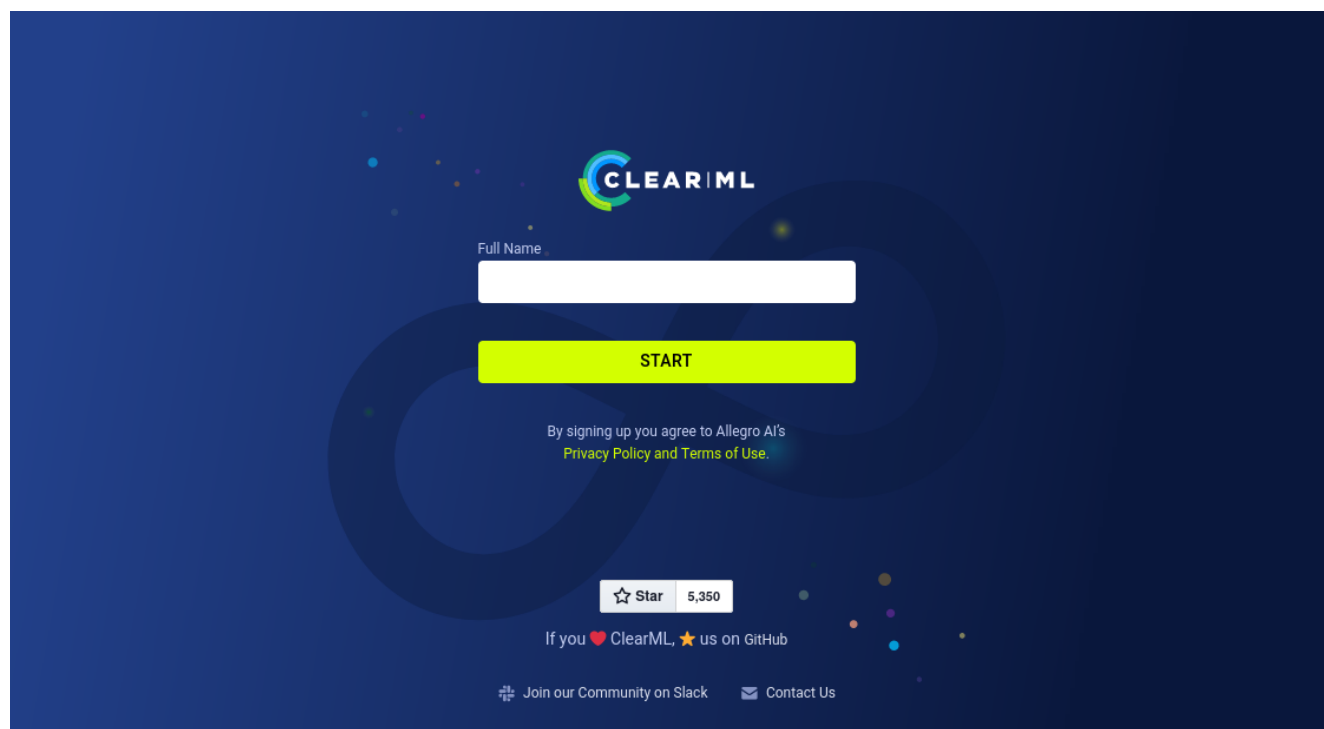 CLEAR|ML
Full Name
START
By signing up you agree to Allegro AI's
Privacy Policy and Terms of Use.
Star 5,350
If you ❤️ ClearML, ⭐ us on GitHub
Join our Community on Slack Contact Us